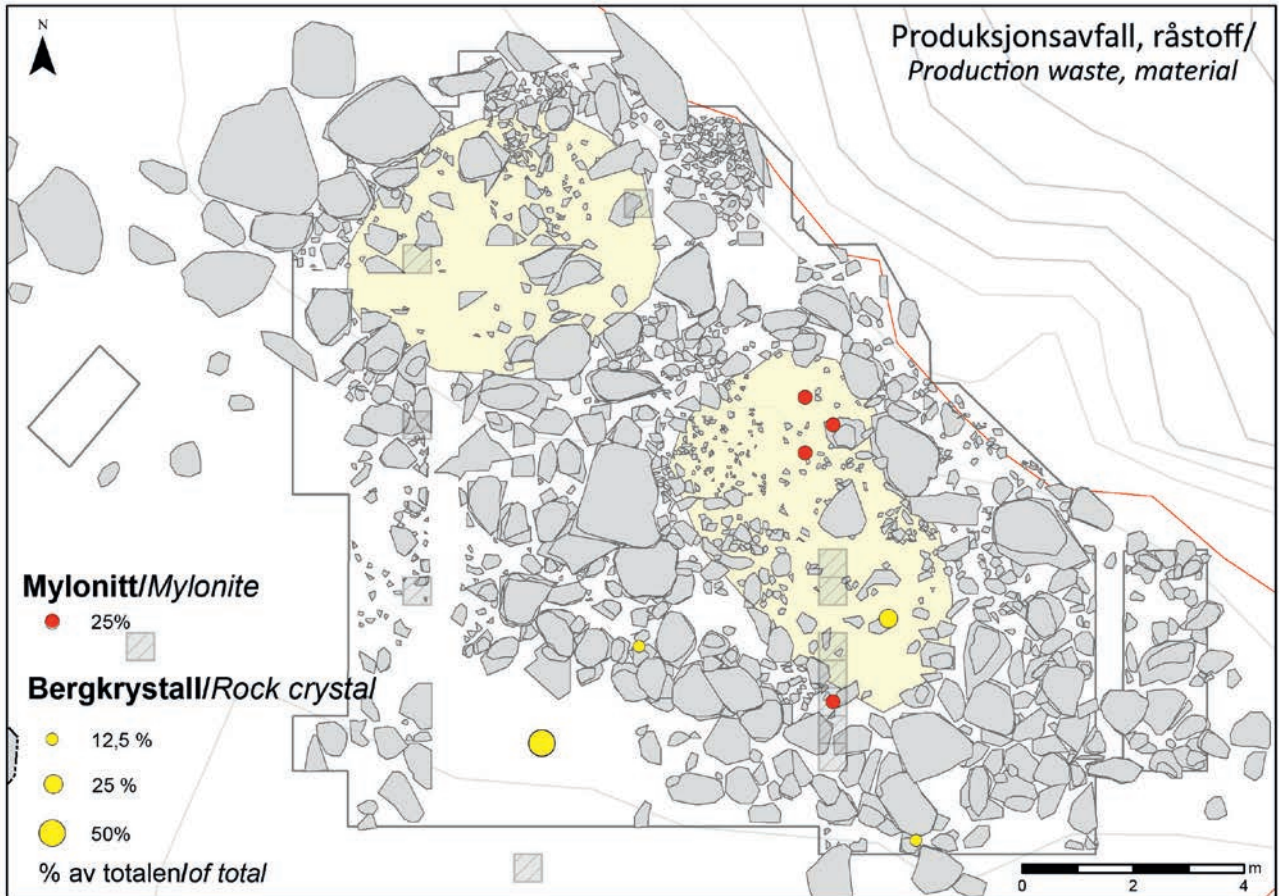 N
Produksjonsavfall, råstoff/
Production waste, material
Mylonitt/Mylonite
25%
Bergkrystall/Rock crystal
12,5 %
25 %
50%
% av totalen/of total
m
0 2 4